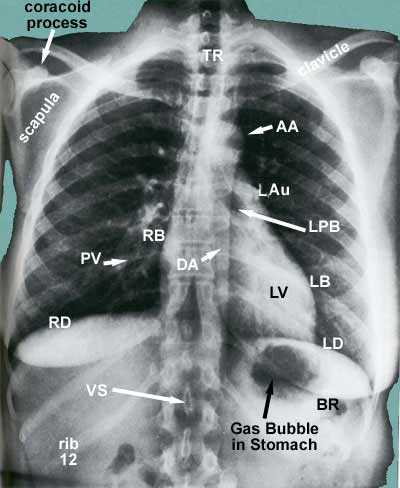 coracoid
process
TR
clavicle
scapula
AA
LAu
LPB
RB
PV
DA
LV
LB
RD
LD
VS
BR
Gas Bubble
in Stomach
rib
12